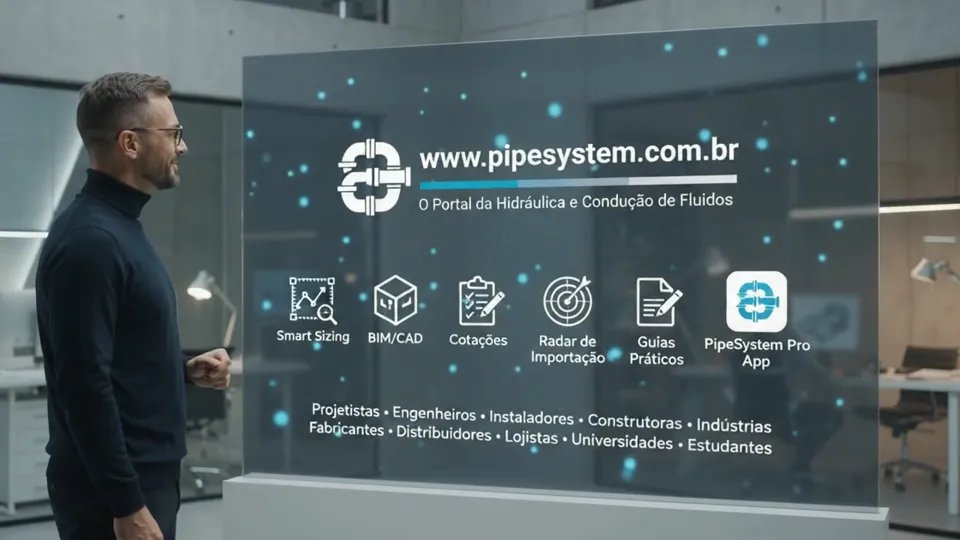 www.pipesystem.com.br
O Portal da Hidráulica e Condução de Fluidos
Smart Sizing
BIM/CAD
Cotações
Radar de
Importação
Guias
Práticos
PipeSystem Pro
App
Projetistas • Engenheiros • Instaladores • Construtoras • Indústrias
Fabricantes • Distribuidores • Lojistas • Universidades • Estudantes